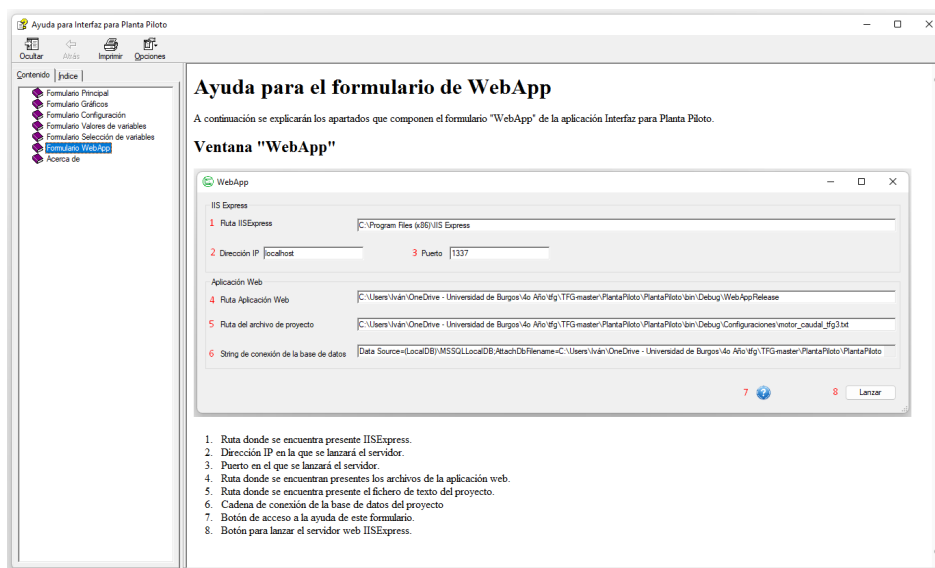 Ayuda para Interfaz para Planta Piloto
Ocultar Atrás Imprimir Opciones
Contenido Índice
Formulario Principal
Formulario Gráficos
Formulario Configuración
Formulario Valores de variables
Formulario Selección de variables
Formulario WebApp
Acerca de
Ayuda para el formulario de WebApp
A continuación se explicarán los apartados que componen el formulario "WebApp" de la aplicación Interfaz para Planta Piloto.
Ventana "WebApp"
WebApp
IIS Express
1 Ruta IISExpress C:\Program Files (x86)\IIS Express
2 Dirección IP localhost 3 Puerto 1337
Aplicación Web
4 Ruta Aplicación Web C:\Users\Iván\OneDrive - Universidad de Burgos\4o Año\tfg\TFG-master\PlantaPiloto\PlantaPiloto\bin\Debug\WebAppRelease
5 Ruta del archivo de proyecto C:\Users\Iván\OneDrive - Universidad de Burgos\4o Año\tfg\TFG-master\PlantaPiloto\PlantaPiloto\bin\Debug\Configuraciones\motor_caudal_tfg3.txt
6 String de conexión de la base de datos Data Source=(LocalDB)\MSSQLLocalDB;AttachDbFilename=C:\Users\Iván\OneDrive - Universidad de Burgos\4o Año\tfg\TFG-master\PlantaPiloto\PlantaPiloto
7 ? 8 Lanzar
1. Ruta donde se encuentra presente IISExpress.
2. Dirección IP en la que se lanzará el servidor.
3. Puerto en el que se lanzará el servidor.
4. Ruta donde se encuentran presentes los archivos de la aplicación web.
5. Ruta donde se encuentra presente el fichero de texto del proyecto.
6. Cadena de conexión de la base de datos del proyecto
7. Botón de acceso a la ayuda de este formulario.
8. Botón para lanzar el servidor web IISExpress.